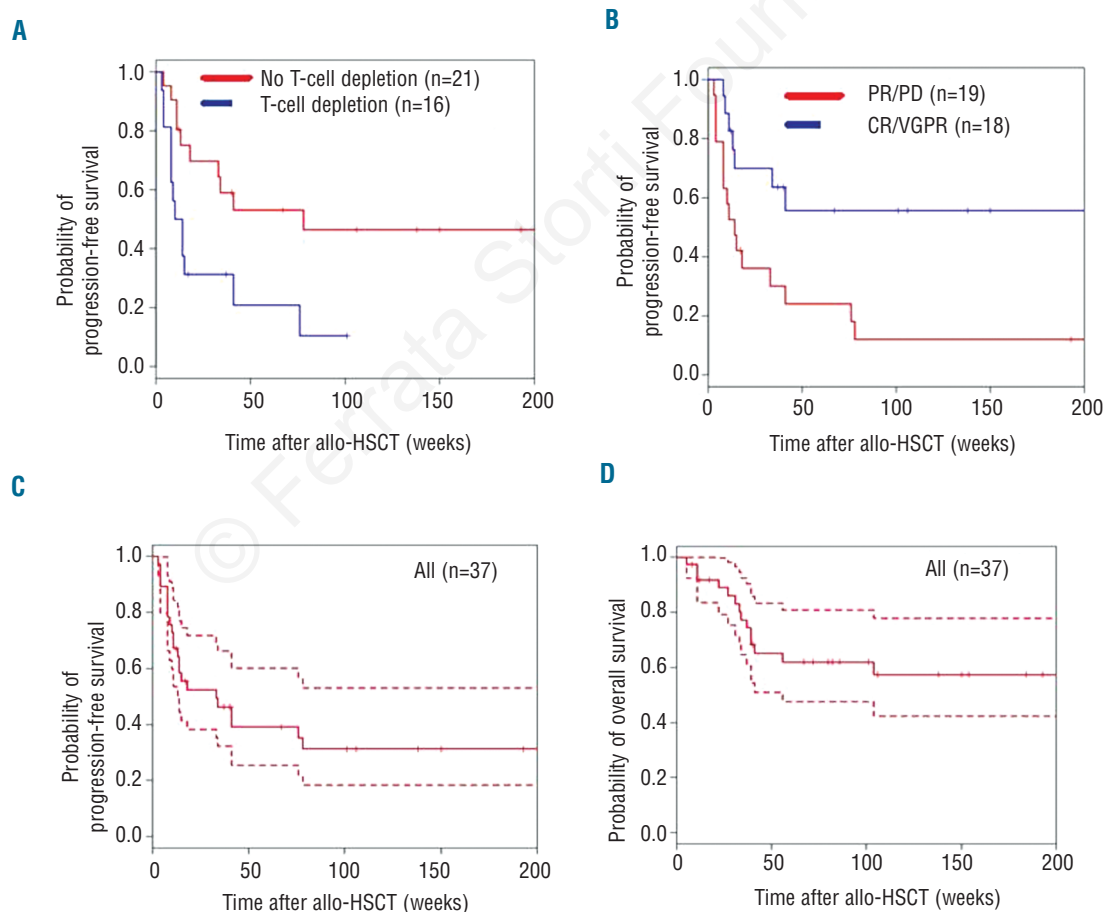 A
1.0
0.8
0.6
0.4
0.2
0.0
Probability of
progression-free survival
No T-cell depletion (n=21)
T-cell depletion (n=16)
0 50 100 150 200
Time after allo-HSCT (weeks)
B
1.0
0.8
0.6
0.4
0.2
0.0
Probability of
progression-free survival
PR/PD (n=19)
CR/VGPR (n=18)
0 50 100 150 200
Time after allo-HSCT (weeks)
C
1.0
0.8
0.6
0.4
0.2
0.0
Probability of
progression-free survival
All (n=37)
0 50 100 150 200
Time after allo-HSCT (weeks)
D
1.0
0.8
0.6
0.4
0.2
0.0
Probability of overall survival
All (n=37)
0 50 100 150 200
Time after allo-HSCT (weeks)
© Ferrata Storti